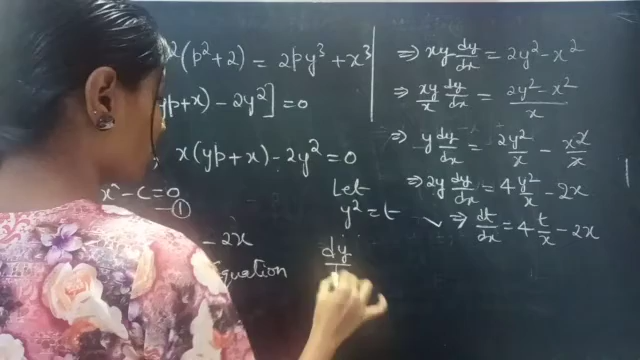 ²(p²+2) = 2py³ + x³
yp+x) - 2y²] = 0
x(yp+x) - 2y² = 0
x² - c = 0
①
- 2x
Equation
Let
y² = t
dy
⇒ xy dy/dx = 2y² - x²
⇒ xy/x dy/dx = 2y² - x²/x
⇒ y dy/dx = 2y²/x - x²/x
⇒ 2y dy/dx = 4 y²/x - 2x
⇒ dt/dx = 4 t/x - 2x